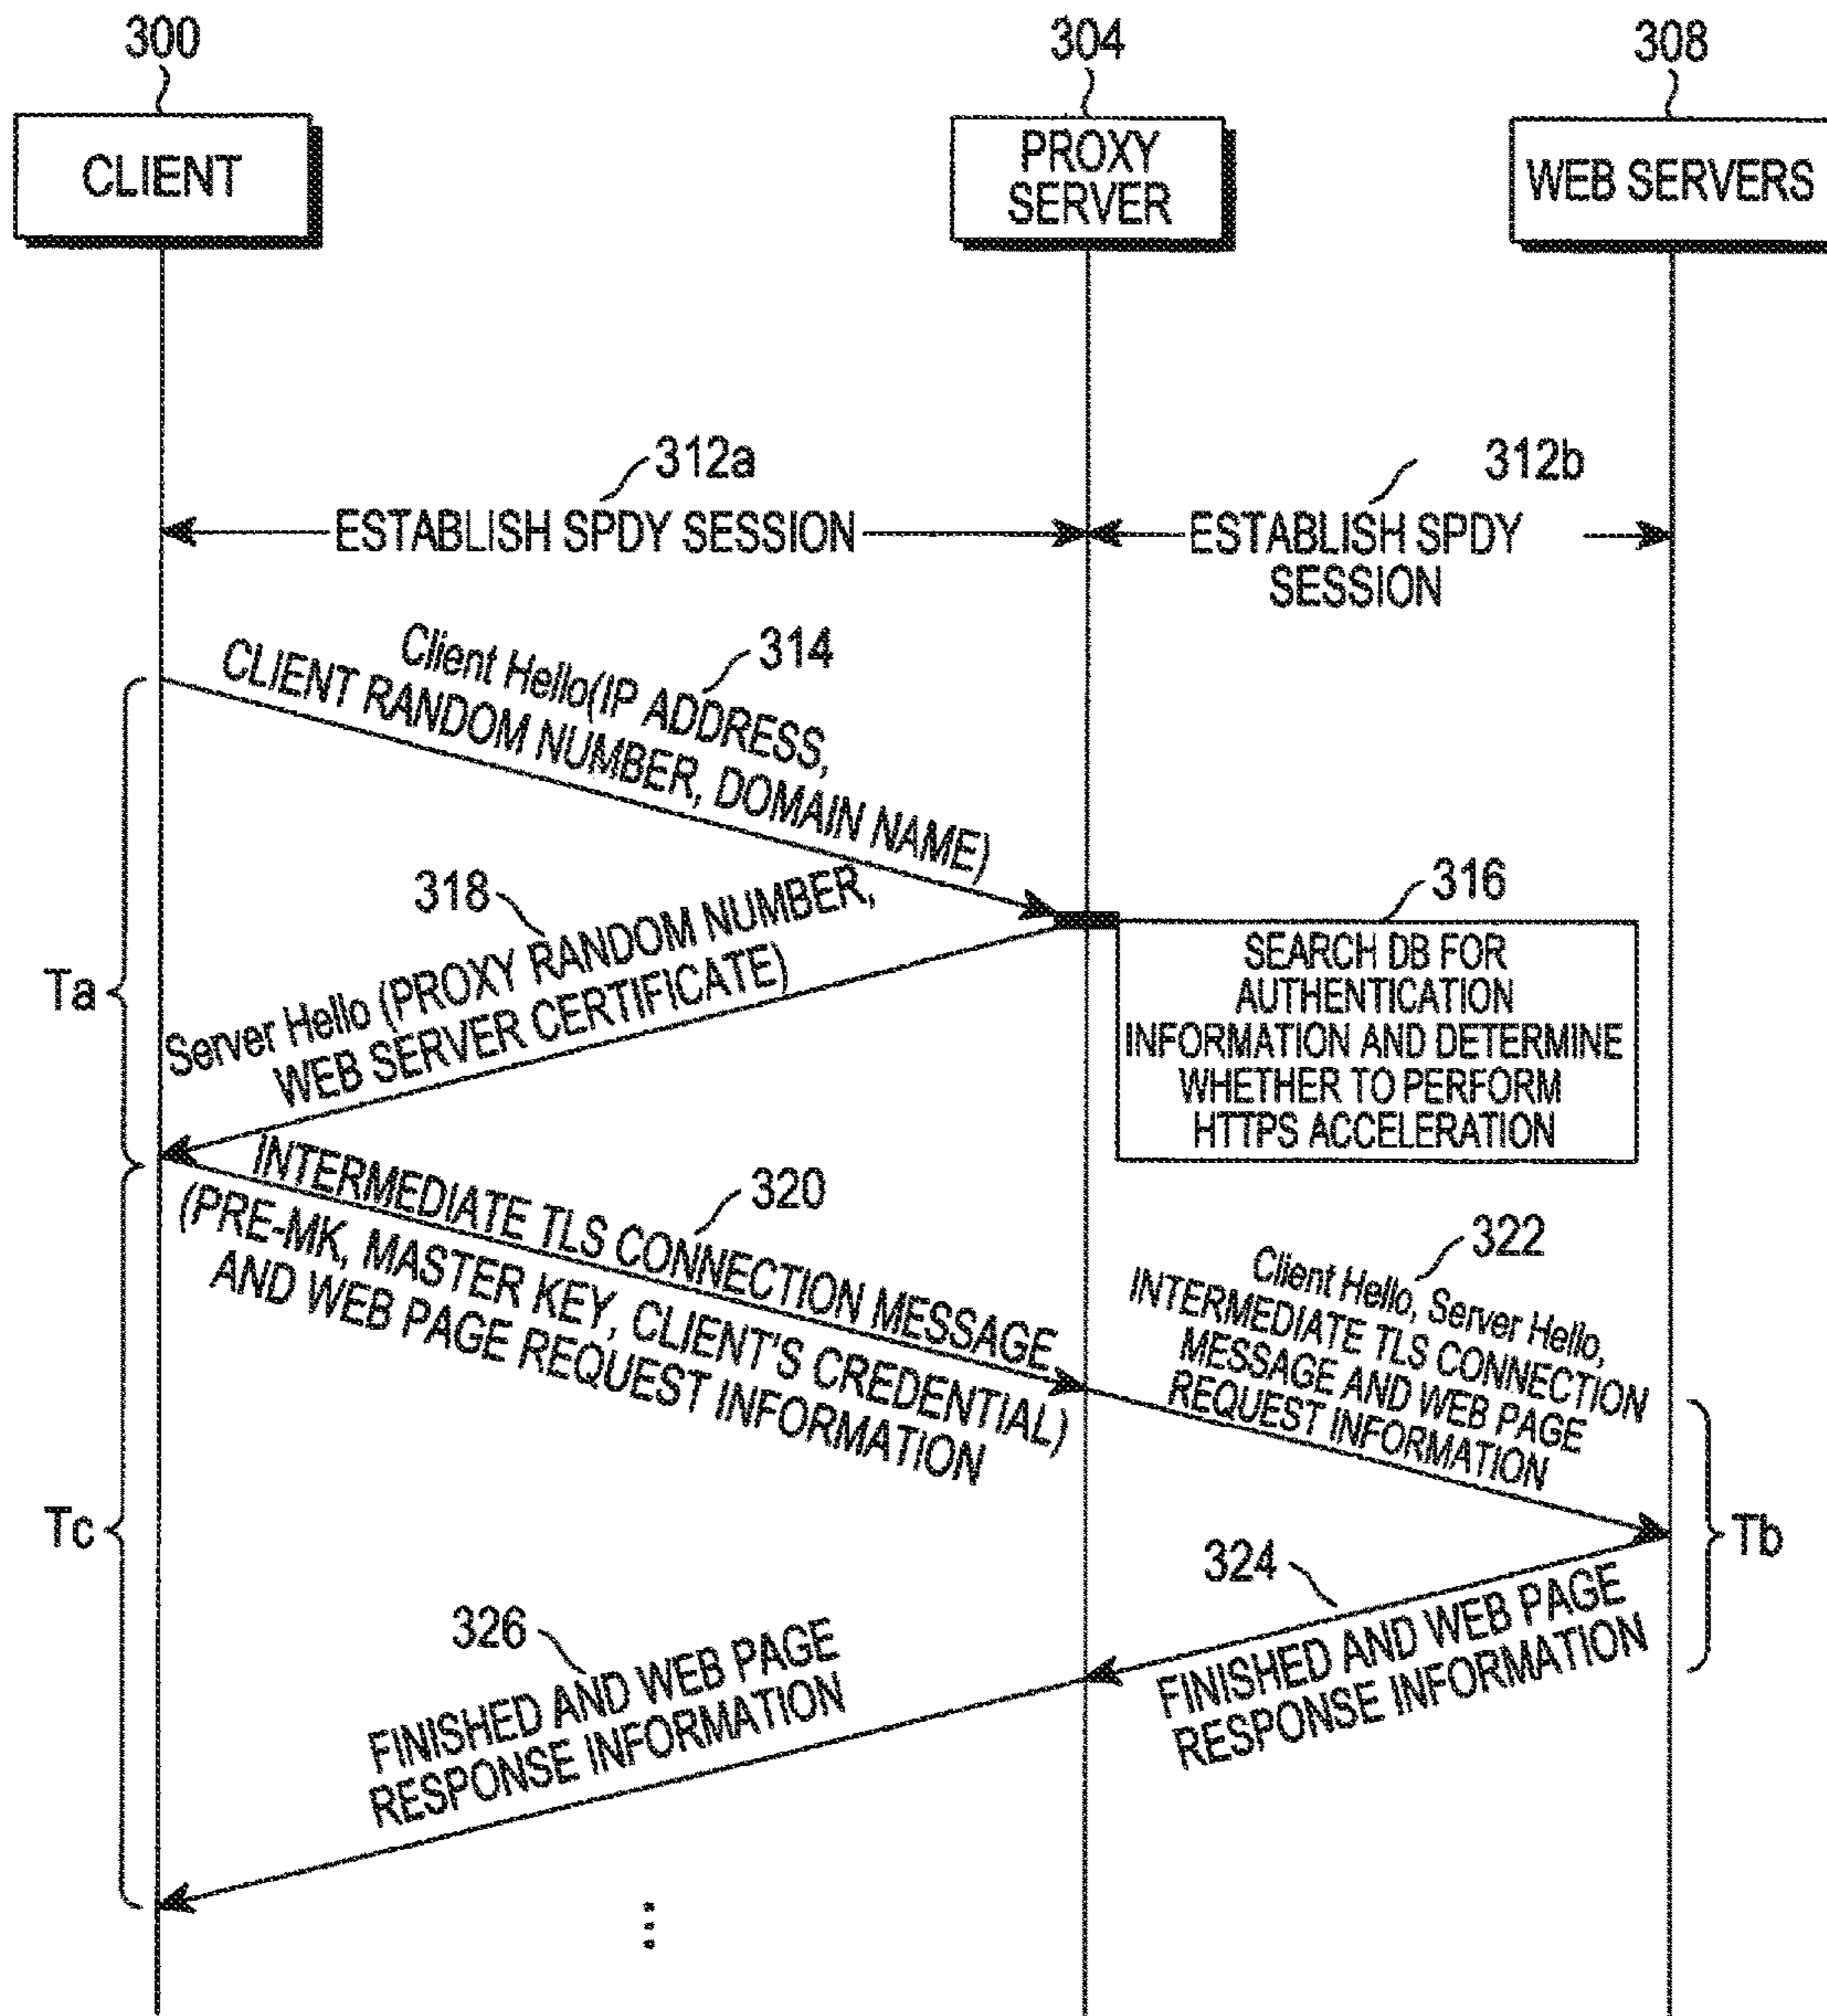 300
304
308
CLIENT
PROXY
SERVER
WEB SERVERS
312a
ESTABLISH SPDY SESSION
312b
ESTABLISH SPDY
SESSION
314
Client Hello(IP ADDRESS,
CLIENT RANDOM NUMBER, DOMAIN NAME)
316
SEARCH DB FOR
AUTHENTICATION
INFORMATION AND DETERMINE
WHETHER TO PERFORM
HTTPS ACCELERATION
318
Server Hello (PROXY RANDOM NUMBER,
WEB SERVER CERTIFICATE)
Ta
320
INTERMEDIATE TLS CONNECTION MESSAGE
(PRE-MK, MASTER KEY, CLIENT'S CREDENTIAL)
AND WEB PAGE REQUEST INFORMATION
322
Client Hello, Server Hello,
INTERMEDIATE TLS CONNECTION
MESSAGE AND WEB PAGE
REQUEST INFORMATION
Tc
Tb
324
FINISHED AND WEB PAGE
RESPONSE INFORMATION
326
FINISHED AND WEB PAGE
RESPONSE INFORMATION